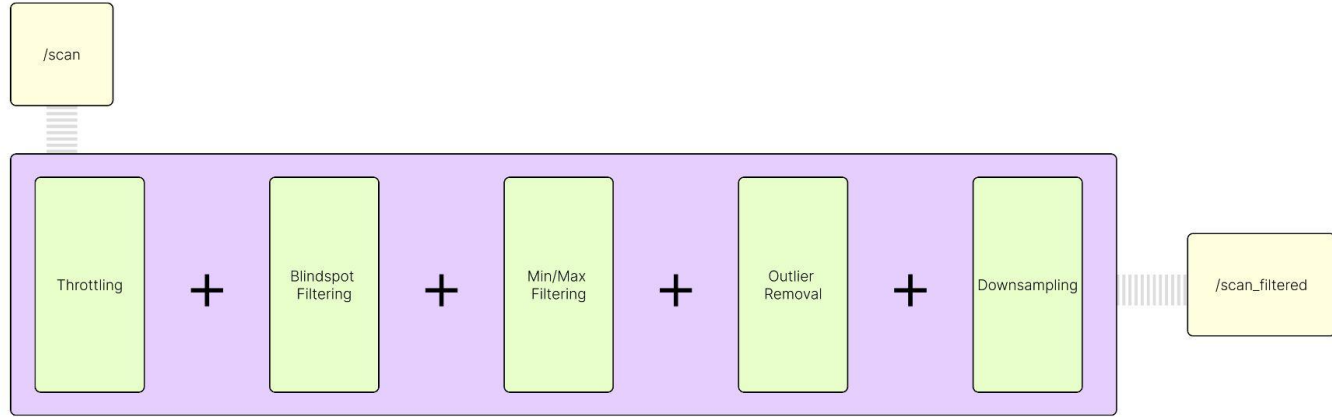 /scan
Throttling
+
Blindspot
Filtering
+
Min/Max
Filtering
+
Outlier
Removal
+
Downsampling
/scan_filtered